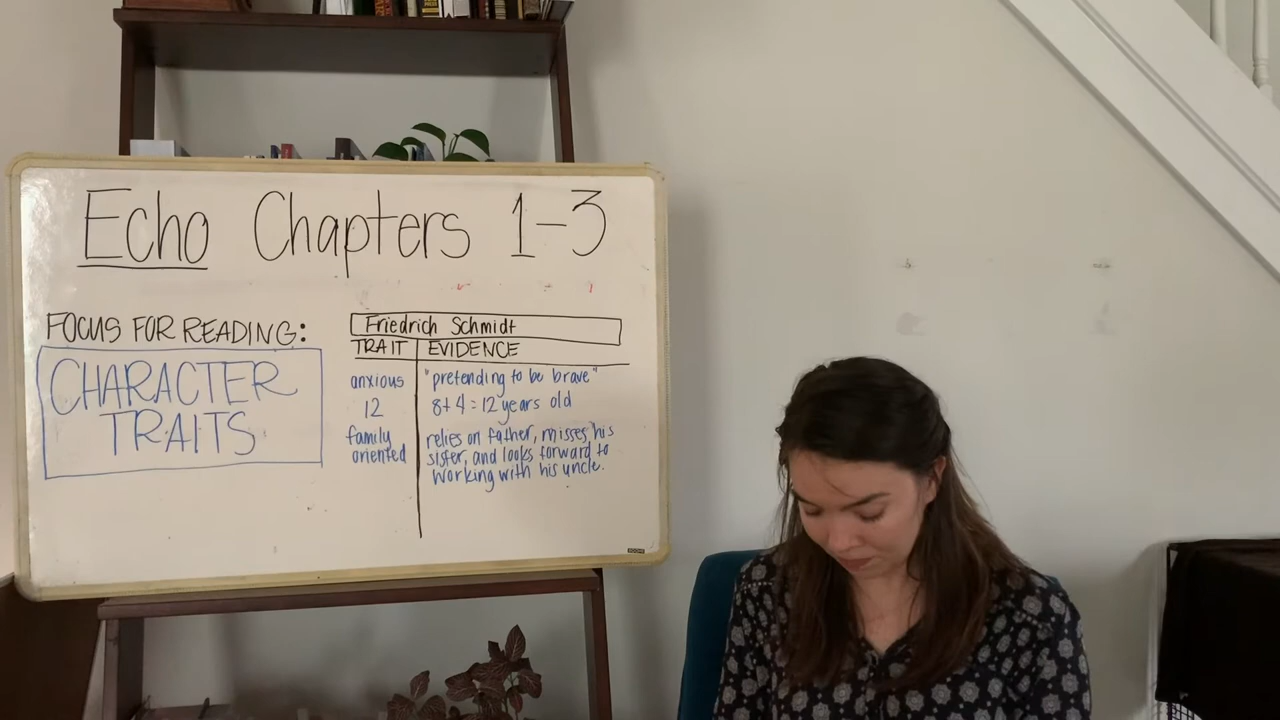 Echo Chapters 1-3
FOCUS FOR READING:
CHARACTER
TRAITS
Friedrich Schmidt
TRAIT EVIDENCE
anxious "pretending to be brave"
12 8+4=12 years old
family oriented relies on father, misses his
sister, and looks forward to
working with his uncle.